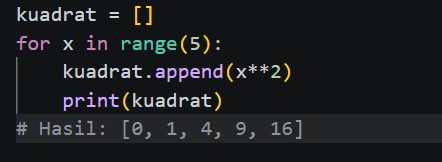 kuadrat = []
for x in range(5):
    kuadrat.append(x**2)
    print(kuadrat)
# Hasil: [0, 1, 4, 9, 16]